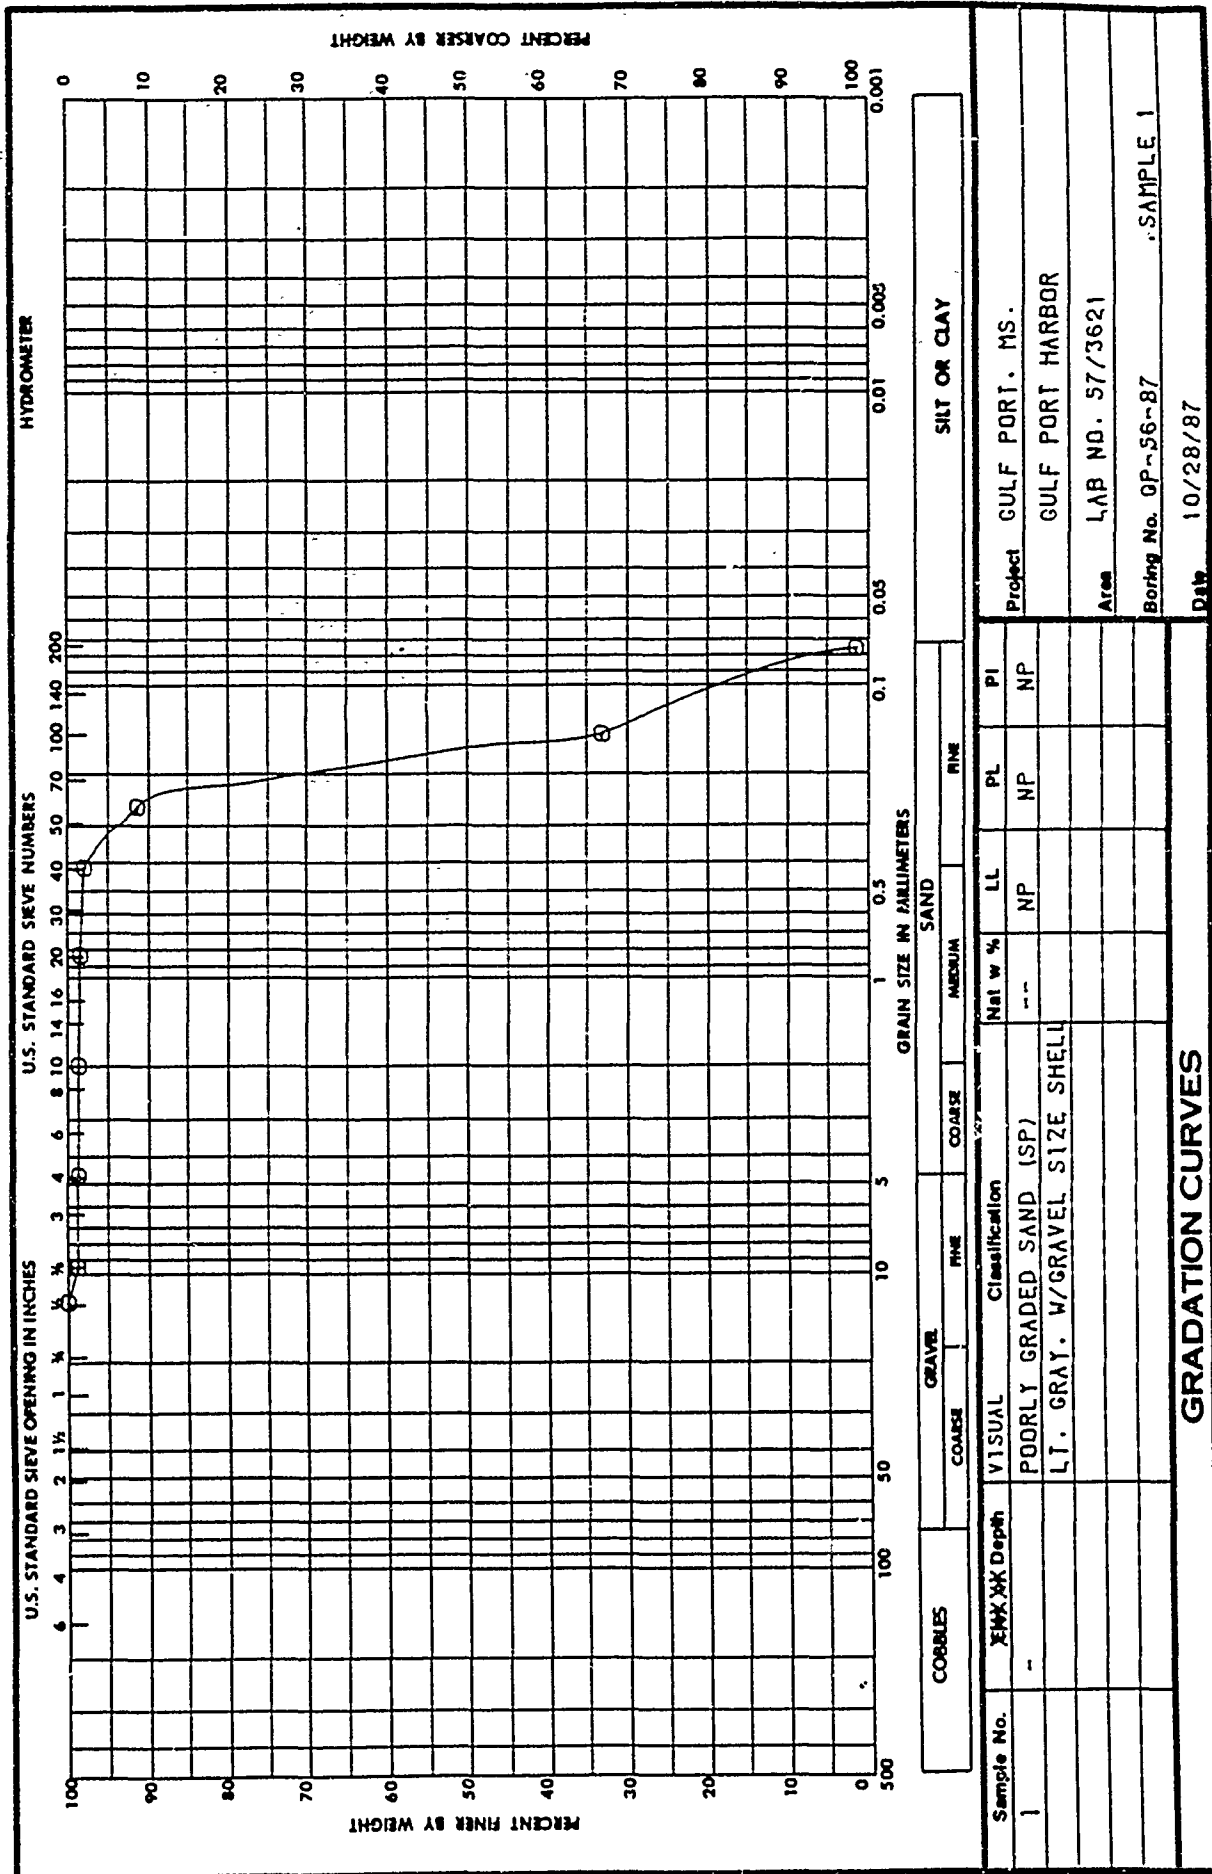 U.S. STANDARD SIEVE OPENING IN INCHES U.S. STANDARD SIEVE NUMBERS HYDROMETER
6 4 3 2 1½ 1 ¾ ½ ⅜ 3 4 6 8 10 14 16 20 30 40 50 70 100 140 200
PERCENT FINER BY WEIGHT
100
90
80
70
60
50
40
30
20
10
0
PERCENT COARSER BY WEIGHT
0
10
20
30
40
50
60
70
80
90
100
500 100 50 10 5 1 0.5 0.1 0.05 0.01 0.005 0.001
GRAIN SIZE IN MILLIMETERS
COBBLES GRAVEL SAND SILT OR CLAY
COARSE FINE COARSE MEDIUM FINE
Sample No. Depth VISUAL Classification Nat w % LL PL PI
1 -- POORLY GRADED SAND (SP) -- NP NP NP
LT. GRAY. W/GRAVEL SIZE SHELL
Project GULF PORT. MS.
GULF PORT HARBOR
Area LAB NO. 57/3621
Boring No. GP-56-87 . SAMPLE 1
Date 10/28/87
GRADATION CURVES